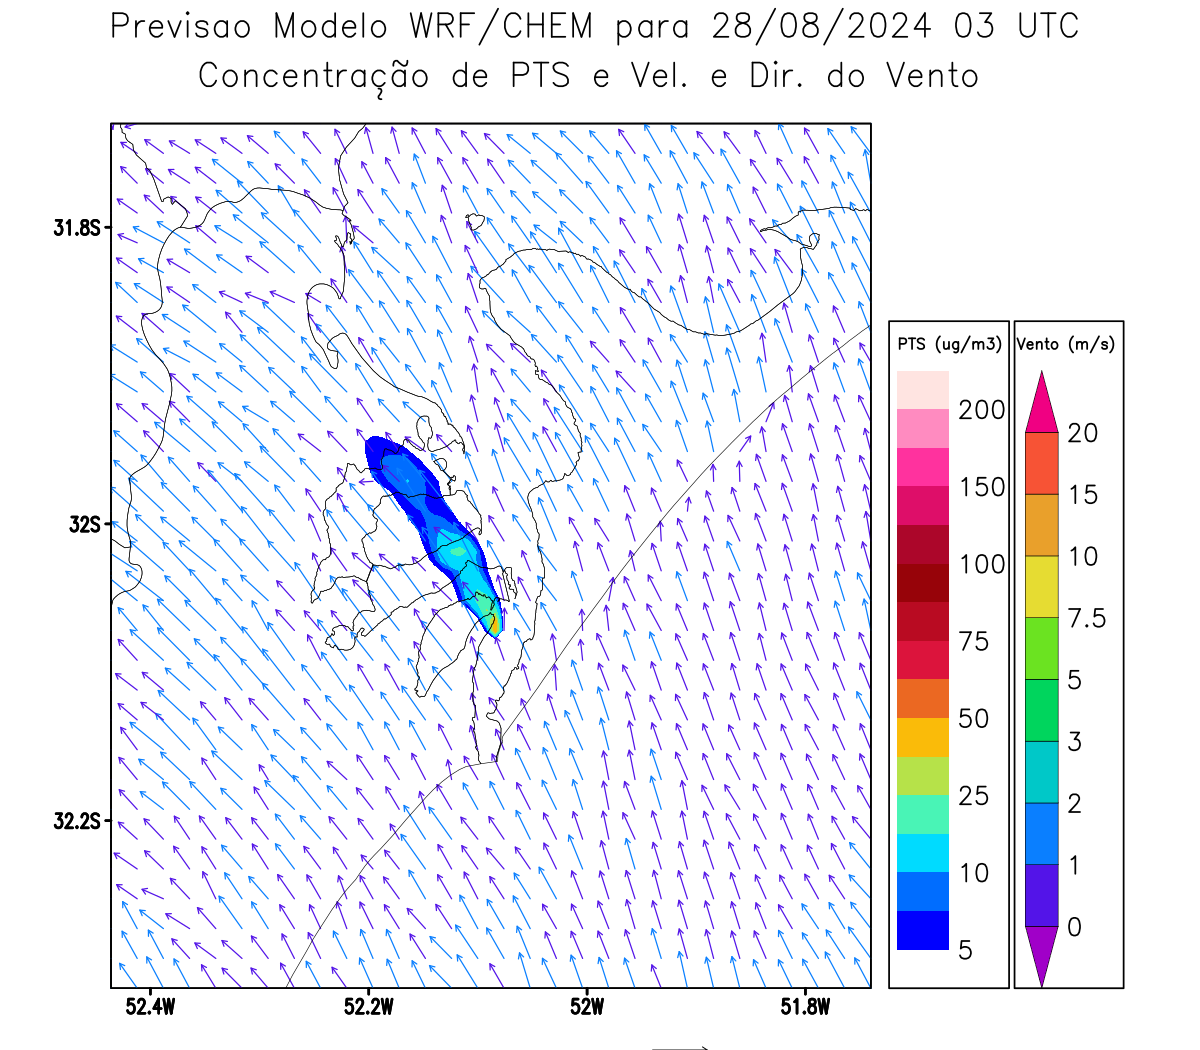 Previsao Modelo WRF/CHEM para 28/08/2024 03 UTC
Concentração de PTS e Vel. e Dir. do Vento
31.8S
32S
32.2S
52.4W 52.2W 52W 51.8W
PTS (ug/m3)
200
150
100
75
50
25
10
5
Vento (m/s)
20
15
10
7.5
5
3
2
1
0